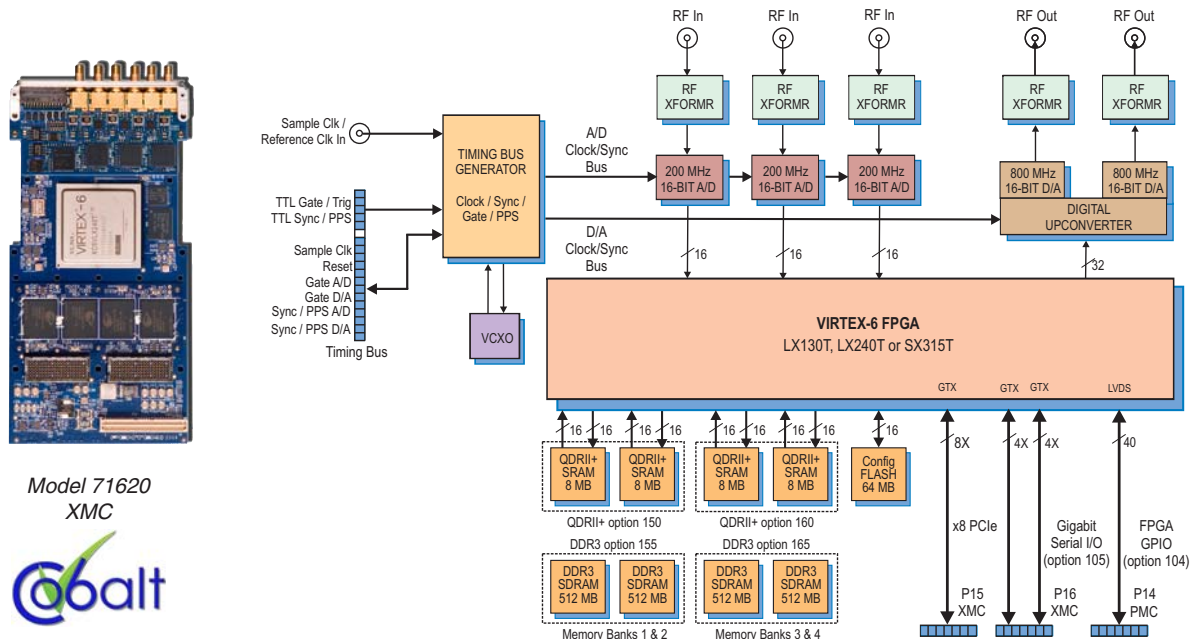 RF In
RF In
RF In
RF Out
RF Out
RF
XFORMR
RF
XFORMR
RF
XFORMR
RF
XFORMR
RF
XFORMR
Sample Clk /
Reference Clk In
TIMING BUS
GENERATOR
Clock / Sync /
Gate / PPS
A/D
Clock/Sync
Bus
200 MHz
16-BIT A/D
200 MHz
16-BIT A/D
200 MHz
16-BIT A/D
800 MHz
16-BIT D/A
800 MHz
16-BIT D/A
DIGITAL
UPCONVERTER
TTL Gate / Trig
TTL Sync / PPS
Sample Clk
Reset
Gate A/D
Gate D/A
Sync / PPS A/D
Sync / PPS D/A
Timing Bus
D/A
Clock/Sync
Bus
16
16
16
32
VCXO
VIRTEX-6
VIRTEX-6 FPGA
LX130T, LX240T or SX315T
GTX
GTX
GTX
LVDS
16
16
16
16
16
16
16
16
16
8X
4X
4X
40
QDRII+
SRAM
8 MB
QDRII+
SRAM
8 MB
QDRII+
SRAM
8 MB
QDRII+
SRAM
8 MB
Config
FLASH
64 MB
QDRII+ option 150
QDRII+ option 160
DDR3 option 155
DDR3 option 165
DDR3
SDRAM
512 MB
DDR3
SDRAM
512 MB
DDR3
SDRAM
512 MB
DDR3
SDRAM
512 MB
Memory Banks 1 & 2
Memory Banks 3 & 4
x8 PCIe
Gigabit
Serial I/O
(option 105)
FPGA
GPIO
(option 104)
P15
XMC
P16
XMC
P14
PMC
Model 71620
XMC
Cobalt